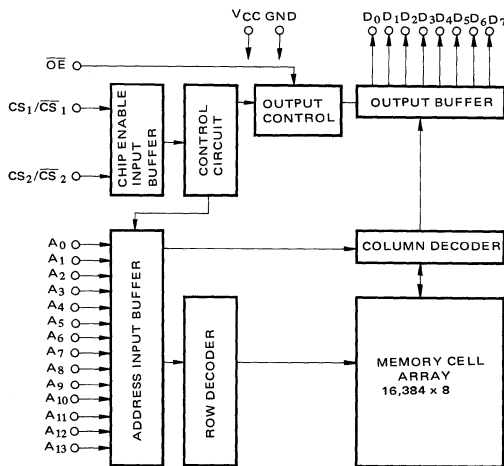 VCC GND
D0 D1 D2 D3 D4 D5 D6 D7
OE
CS1/CS1
CS2/CS2
CHIP ENABLE
INPUT
BUFFER
CONTROL
CIRCUIT
OUTPUT
CONTROL
OUTPUT BUFFER
A0
A1
A2
A3
A4
A5
A6
A7
A8
A9
A10
A11
A12
A13
ADDRESS INPUT BUFFER
ROW DECODER
COLUMN DECODER
MEMORY CELL
ARRAY
16,384 x 8